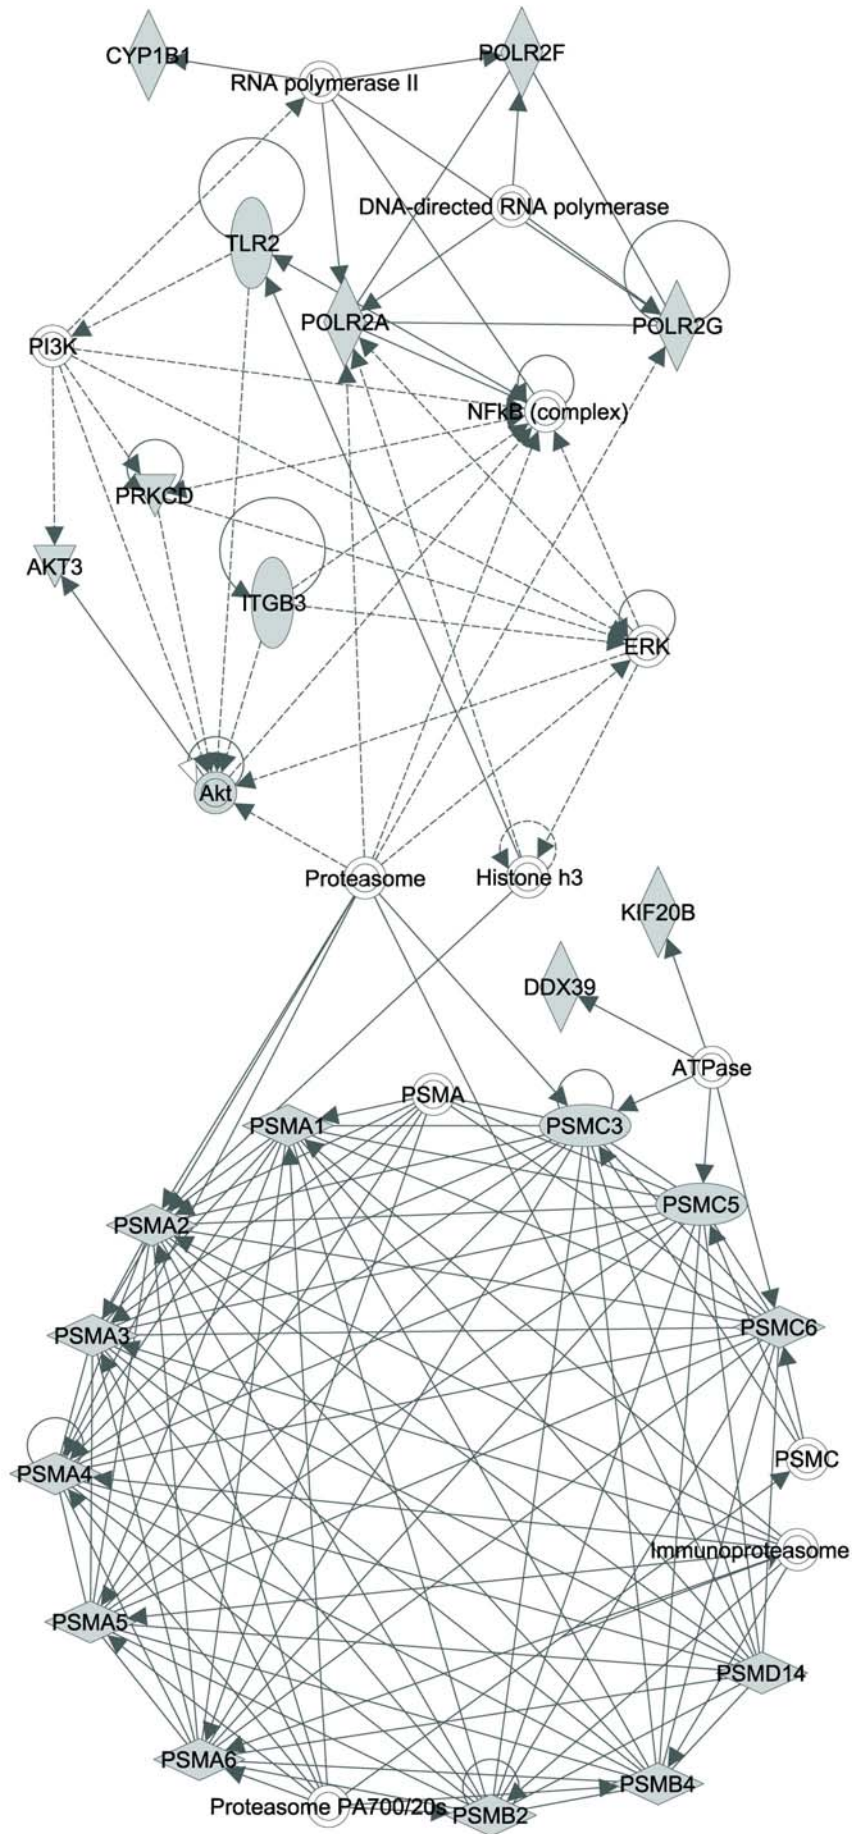 CYP1B1
POLR2F
RNA polymerase II
DNA-directed RNA polymerase
TLR2
POLR2A
POLR2G
PI3K
NFkB (complex)
PRKCD
AKT3
ITGB3
ERK
Akt
Proteasome
Histone h3
KIF20B
DDX39
ATPase
PSMA
PSMA1
PSMC3
PSMC5
PSMA2
PSMA3
PSMC6
PSMA4
PSMC
Immunoproteasome
PSMA5
PSMD14
PSMA6
PSMB4
Proteasome PA700/20s
PSMB2